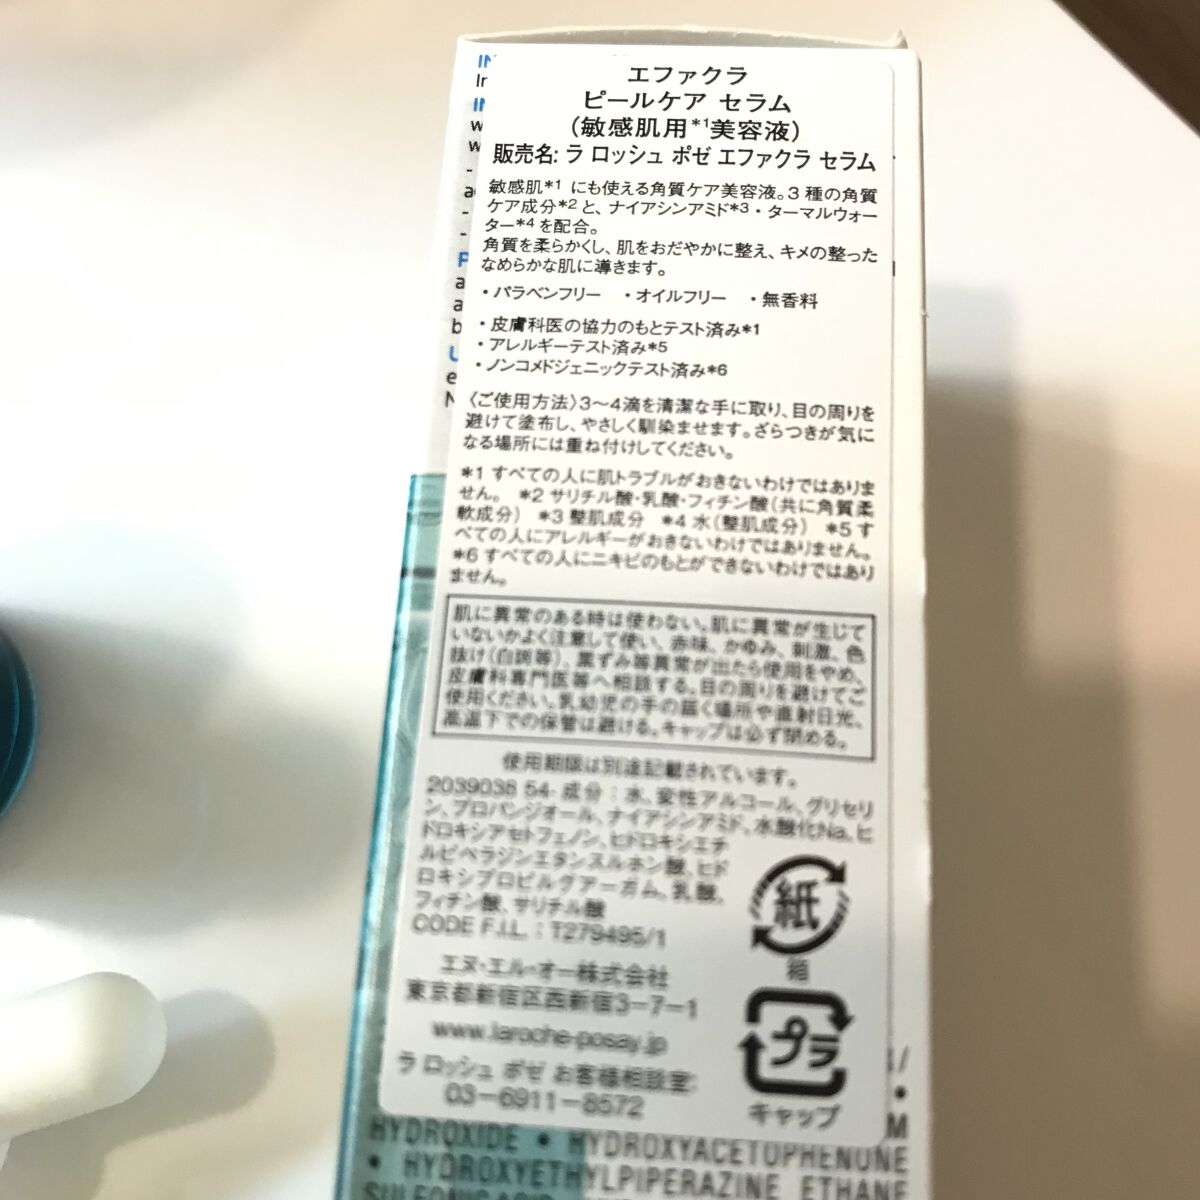 エファクラ
ピールケア セラム
(敏感肌用*1美容液)
販売名: ラ ロッシュ ポゼ エファクラ セラム
敏感肌*1 にも使える角質ケア美容液。3 種の角質
ケア成分*2と、ナイアシンアミド*3・ターマルウォー
ター*4を配合。
角質を柔らかくし、肌をおだやかに整え、キメの整った
なめらかな肌に導きます。
・パラベンフリー ・オイルフリー ・無香料
・皮膚科医の協力のもとテスト済み*1
・アレルギーテスト済み*5
・ノンコメドジェニックテスト済み*6
〈ご使用方法〉3～4滴を清潔な手に取り、目の周りを
避けて塗布し、やさしく馴染ませます。ざらつきが気に
なる場所には重ね付けしてください。
*1 すべての人に肌トラブルがおきないわけではありま
せん。 *2 サリチル酸・乳酸・フィチン酸(共に角質柔
軟成分) *3 整肌成分 *4 水(整肌成分) *5 す
べての人にアレルギーがおきないわけではありません。
*6 すべての人にニキビのもとができないわけではあり
ません。
肌に異常のある時は使わない。肌に異常が生じて
いないかよく注意して使い、赤味、かゆみ、刺激、色
抜け(白斑等)、黒ずみ等異常が出たら使用をやめ、
皮膚科専門医等へ相談する。目の周りを避けてご
使用ください。乳幼児の手の届く場所や直射日光、
高温下での保管は避ける。キャップは必ず閉める。
使用期限は別途記載されています。
2039038 54- 成分：水、変性アルコール、グリセリ
ン、プロパンジオール、ナイアシンアミド、水酸化Na、ヒ
ドロキシアセトフェノン、ヒドロキシエチ
ルピペラジンエタンスルホン酸、ヒド
ロキシプロピルグアーガム、乳酸、
フィチン酸、サリチル酸
CODE F.I.L. : T279495/1
紙
箱
エヌ・エル・オー株式会社
東京都新宿区西新宿3-7-1
www.laroche-posay.jp
ラ ロッシュ ポゼ お客様相談室:
03-6911-8572
プラ
キャップ
HYDROXIDE • HYDROXYACETOPHENONE
• HYDROXYETHYLPIPERAZINE ETHANE